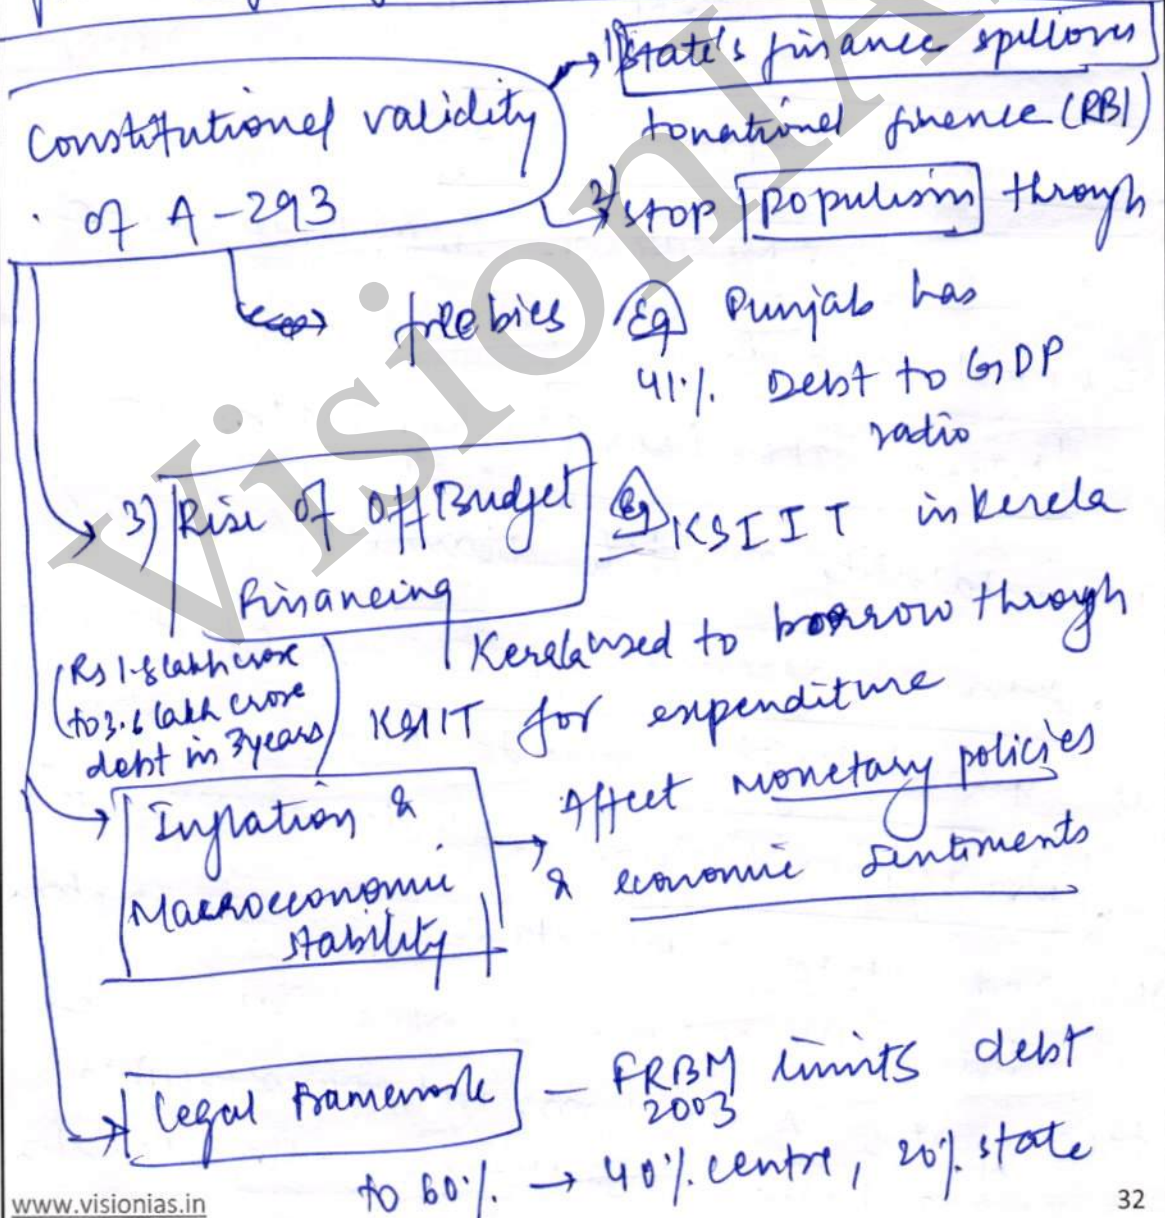 1) State's finance spillover
tonational finance (RBI)
Constitutional validity
of A-293
2) Stop populism through
freebies Eg Punjab has
41% Debt to GDP
ratio
3) Rise of Off Budget
Financing
Eg KSIIT in Kerela
Kerela used to borrow through
KSIIT for expenditure
(Rs 1.8 lakh crore
to 3.6 lakh crore
debt in 3 years)
Inflation &
Macroeconomic
stability
Affect monetary policies
& economic sentiments
Legal Framework – FRBM limits debt
2003
to 60% → 40% centre, 20% state
www.visionias.in
32
VisionIA